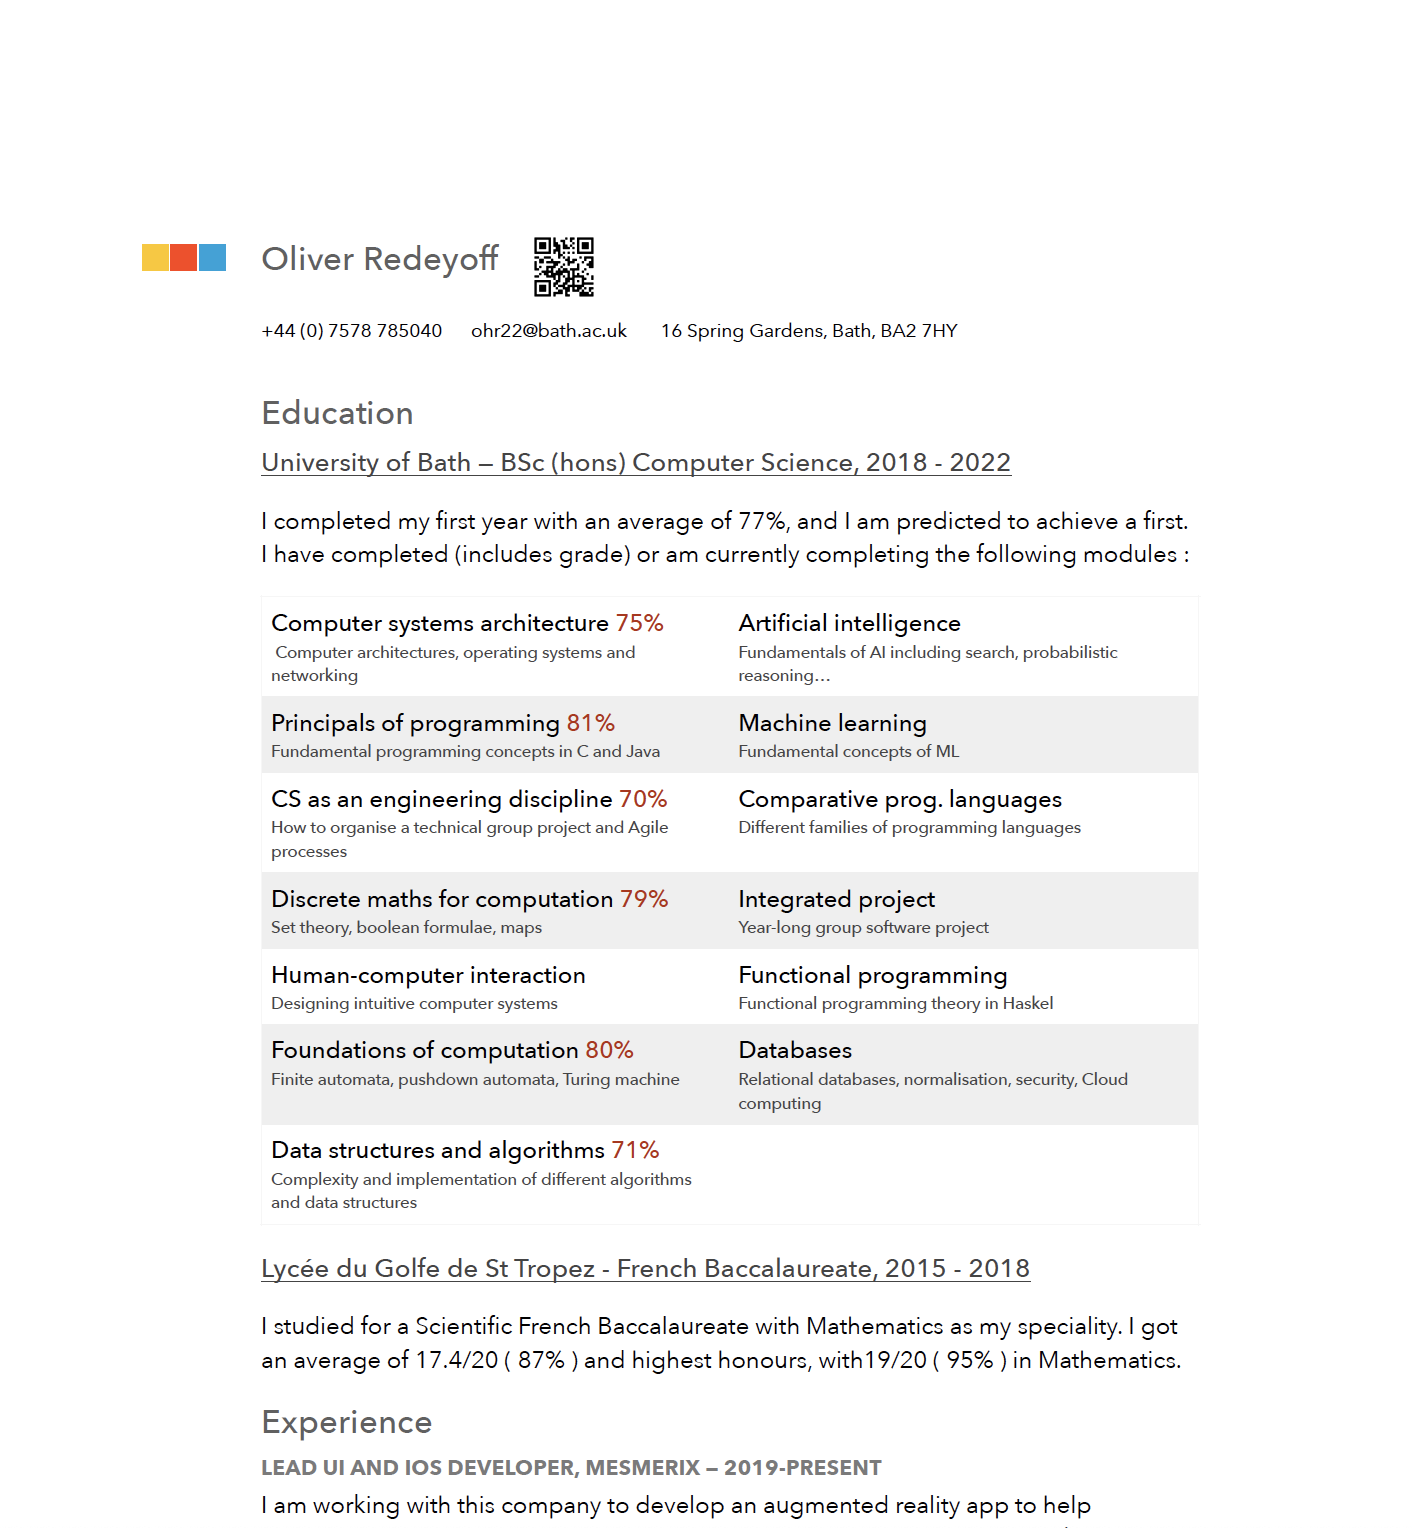 Oliver Redeyoff
+44 (0) 7578 785040 ohr22@bath.ac.uk 16 Spring Gardens, Bath, BA2 7HY
Education
University of Bath – BSc (hons) Computer Science, 2018 - 2022
I completed my first year with an average of 77%, and I am predicted to achieve a first.
I have completed (includes grade) or am currently completing the following modules :
Computer systems architecture 75%
Computer architectures, operating systems and
networking
Artificial intelligence
Fundamentals of AI including search, probabilistic
reasoning…
Principals of programming 81%
Fundamental programming concepts in C and Java
Machine learning
Fundamental concepts of ML
CS as an engineering discipline 70%
How to organise a technical group project and Agile
processes
Comparative prog. languages
Different families of programming languages
Discrete maths for computation 79%
Set theory, boolean formulae, maps
Integrated project
Year-long group software project
Human-computer interaction
Designing intuitive computer systems
Functional programming
Functional programming theory in Haskel
Foundations of computation 80%
Finite automata, pushdown automata, Turing machine
Databases
Relational databases, normalisation, security, Cloud
computing
Data structures and algorithms 71%
Complexity and implementation of different algorithms
and data structures
Lycée du Golfe de St Tropez - French Baccalaureate, 2015 - 2018
I studied for a Scientific French Baccalaureate with Mathematics as my speciality. I got
an average of 17.4/20 ( 87% ) and highest honours, with19/20 ( 95% ) in Mathematics.
Experience
LEAD UI AND IOS DEVELOPER, MESMERIX – 2019-PRESENT
I am working with this company to develop an augmented reality app to help